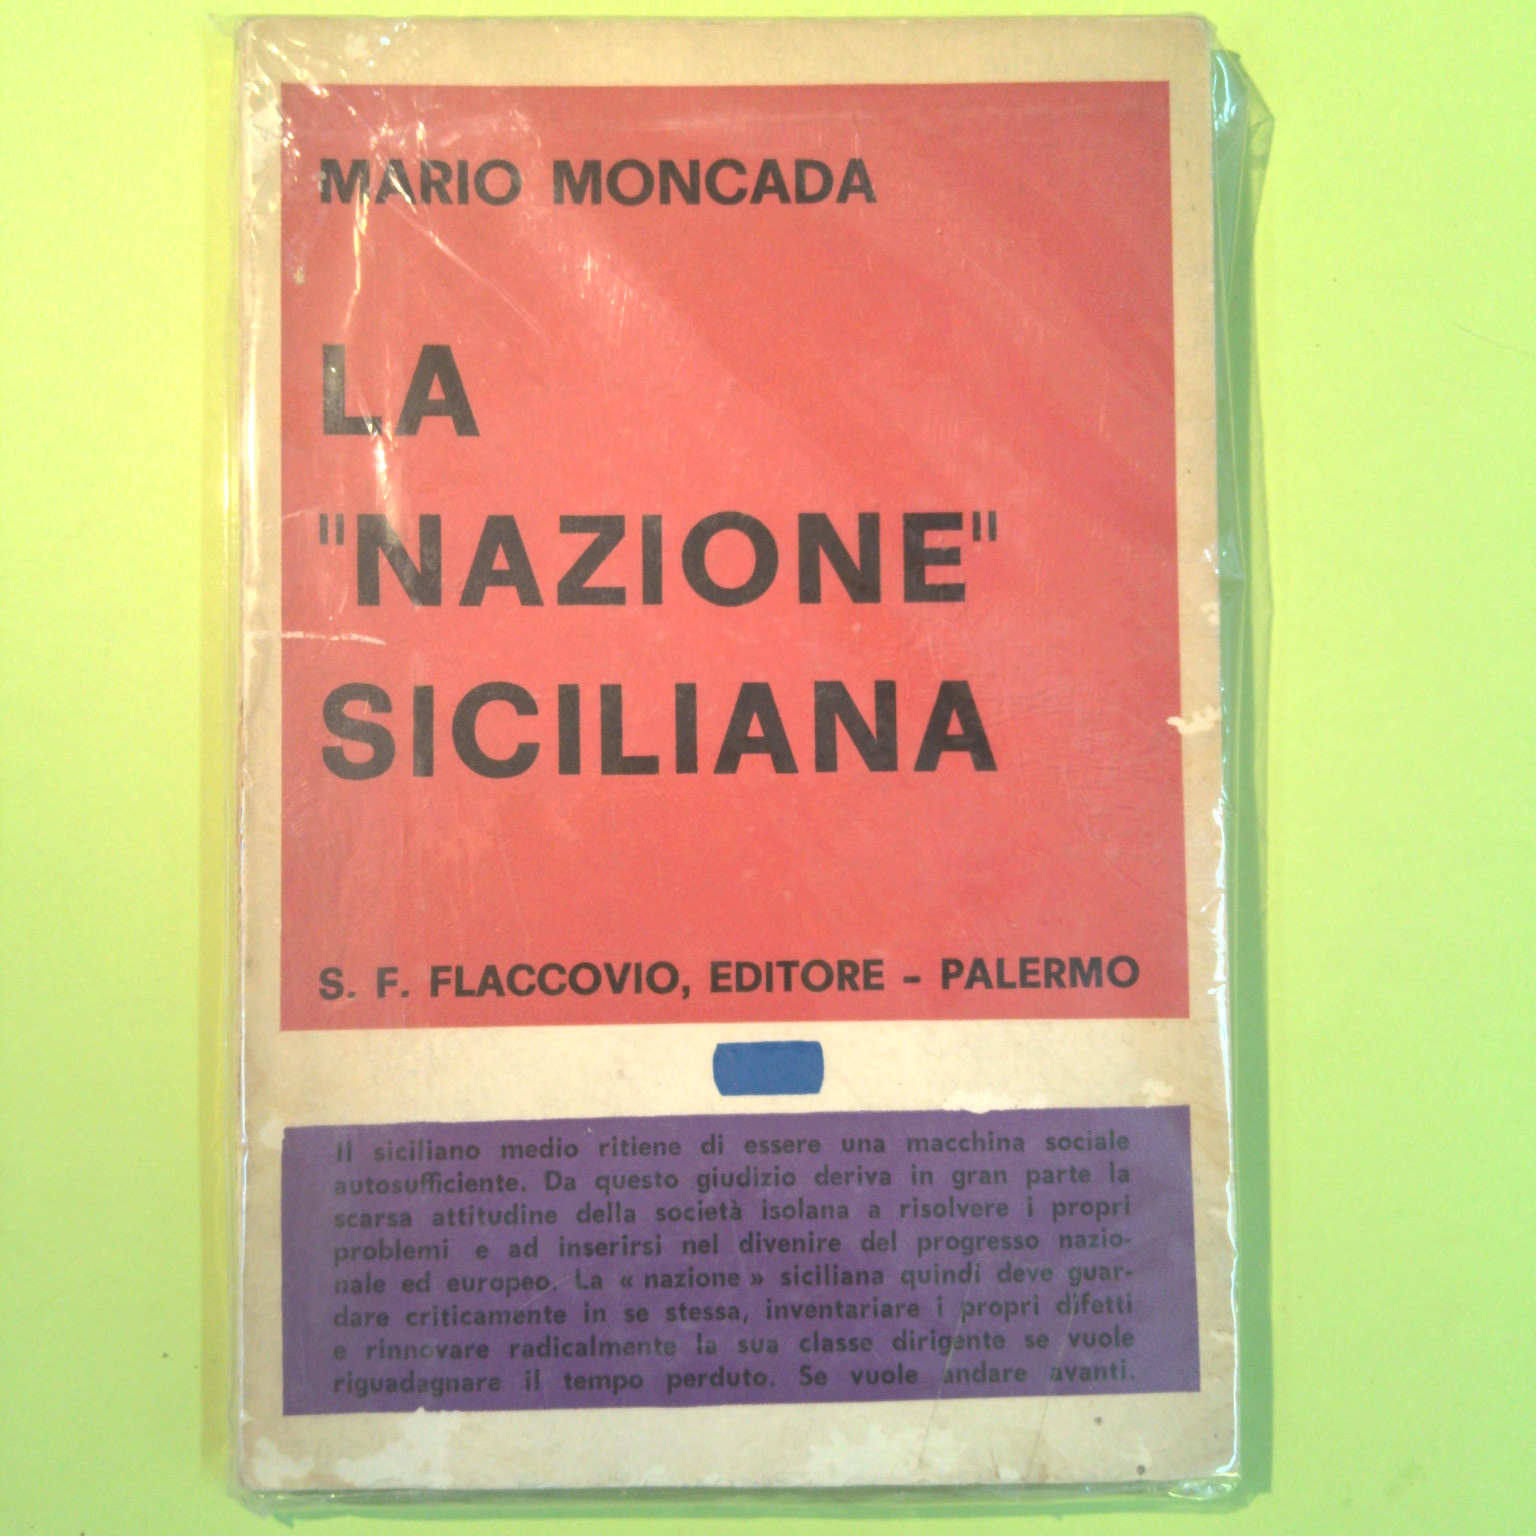 MARIO MONCADA
LA
"NAZIONE"
SICILIANA
S. F. FLACCOVIO, EDITORE - PALERMO
Il siciliano medio ritiene di essere una macchina sociale
autosufficiente. Da questo giudizio deriva in gran parte la
scarsa attitudine della società isolana a risolvere i propri
problemi e ad inserirsi nel divenire del progresso nazio-
nale ed europeo. La « nazione » siciliana quindi deve guar-
dare criticamente in se stessa, inventariare i propri difetti
e rinnovare radicalmente la sua classe dirigente se vuole
riguadagnare il tempo perduto. Se vuole andare avanti.